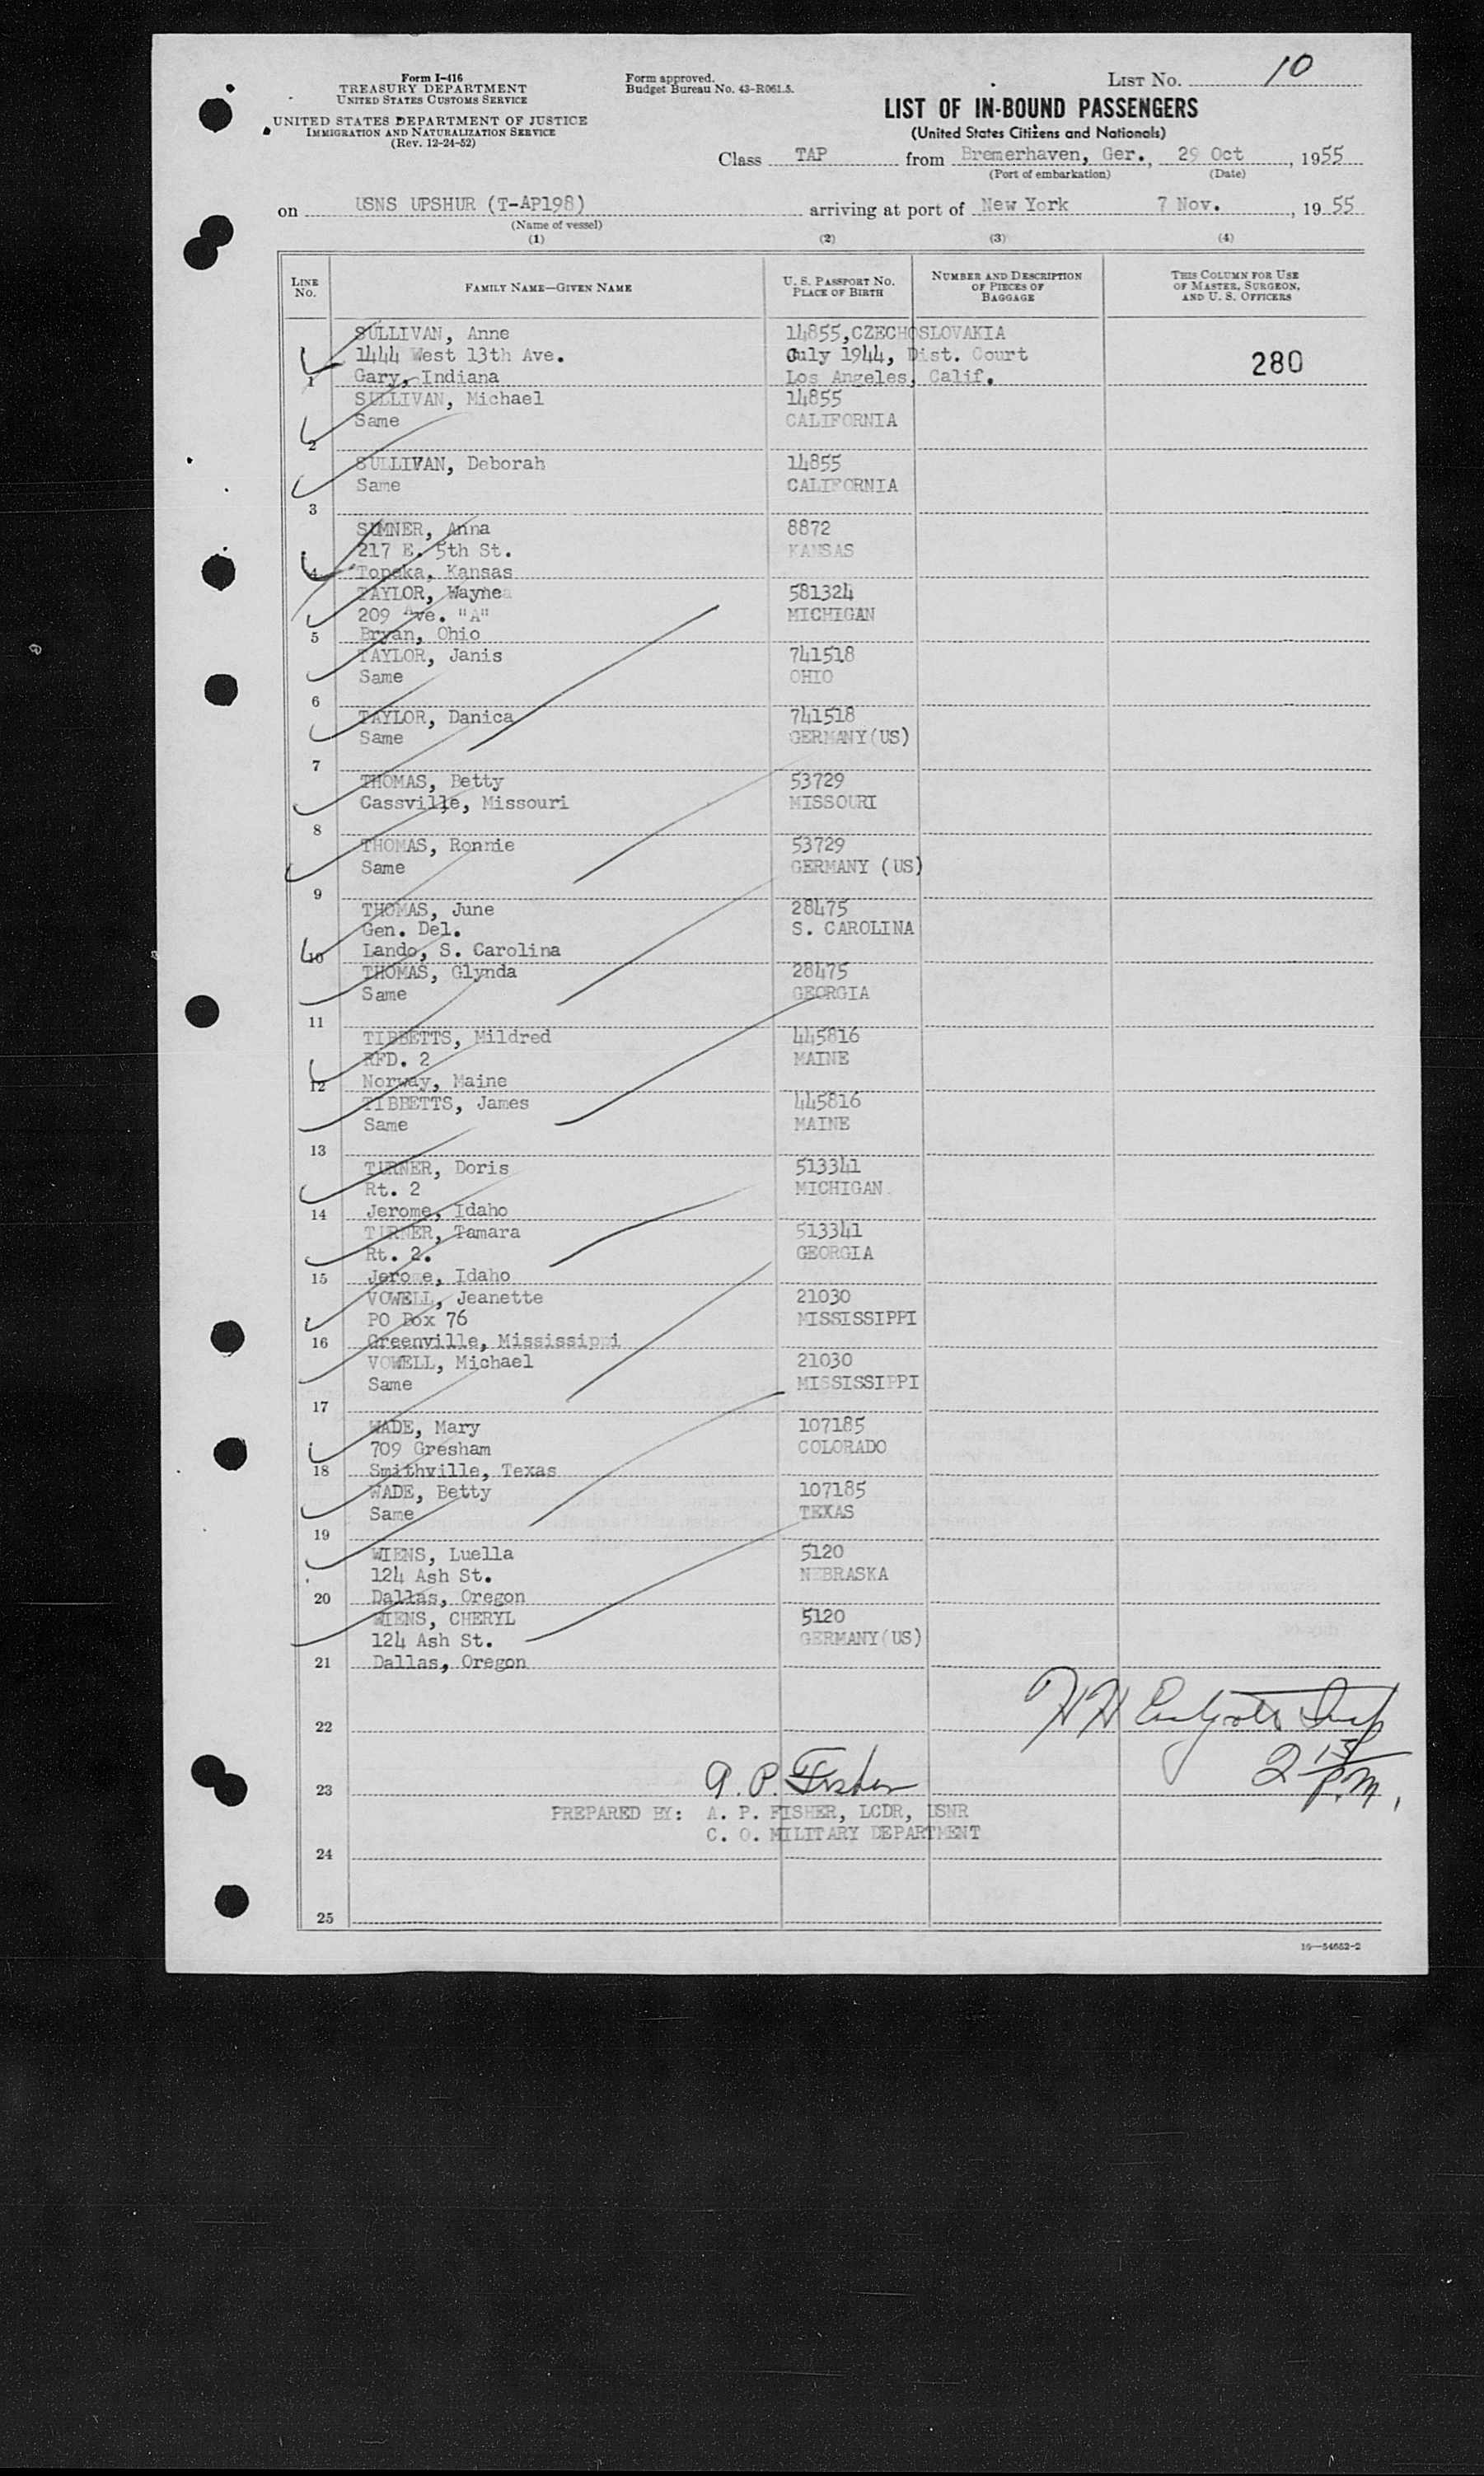 Form I-416
TREASURY DEPARTMENT
UNITED STATES CUSTOMS SERVICE
UNITED STATES DEPARTMENT OF JUSTICE
IMMIGRATION AND NATURALIZATION SERVICE
(Rev. 12-24-52)
Form approved.
Budget Bureau No. 43-R061.5.
LIST NO. 10
LIST OF IN-BOUND PASSENGERS
(United States Citizens and Nationals)
Class TAP from Bremerhaven, Ger., 29 Oct, 1955
(Port of embarkation) (Date)
on USNS UPSHUR (T-AP198) arriving at port of New York 7 Nov., 1955
(Name of vessel)
(1) (2) (3) (4)
LINE NO. FAMILY NAME—GIVEN NAME U. S. PASSPORT NO. PLACE OF BIRTH NUMBER AND DESCRIPTION OF PIECES OF BAGGAGE THIS COLUMN FOR USE OF MASTER, SURGEON, AND U. S. OFFICERS
SULLIVAN, Anne 14855,CZECHOSLOVAKIA
1444 West 13th Ave. July 1944, Dist. Court 280
1 Gary, Indiana Los Angeles, Calif.
SULLIVAN, Michael 14855
Same CALIFORNIA
2
SULLIVAN, Deborah 14855
Same CALIFORNIA
3
SUMNER, Anna 8872
217 E. 5th St. KANSAS
4 Topeka, Kansas
TAYLOR, Wayne 581324
209 Ave. "A" MICHIGAN
5 Bryan, Ohio
TAYLOR, Janis 741518
Same OHIO
6
TAYLOR, Danica 741518
Same GERMANY(US)
7
THOMAS, Betty 53729
Cassville, Missouri MISSOURI
8
THOMAS, Ronnie 53729
Same GERMANY (US)
9
THOMAS, June 28475
Gen. Del. S. CAROLINA
10 Lando, S. Carolina
THOMAS, Glynda 28475
Same GEORGIA
11
TIBBETTS, Mildred 445816
RFD. 2 MAINE
12 Norway, Maine
TIBBETTS, James 445816
Same MAINE
13
TURNER, Doris 513341
Rt. 2 MICHIGAN
14 Jerome, Idaho
TURNER, Tamara 513341
Rt. 2. GEORGIA
15 Jerome, Idaho
VOWELL, Jeanette 21030
PO Box 76 MISSISSIPPI
16 Greenville, Mississippi
VOWELL, Michael 21030
Same MISSISSIPPI
17
WADE, Mary 107185
709 Gresham COLORADO
18 Smithville, Texas
WADE, Betty 107185
Same TEXAS
19
WIENS, Luella 5120
124 Ash St. NEBRASKA
20 Dallas, Oregon
WIENS, CHERYL 5120
124 Ash St. GERMANY(US)
21 Dallas, Oregon
22
2 15 P.M.
23 A. P. Fisher
PREPARED BY: A. P. FISHER, LCDR, USNR
C. O. MILITARY DEPARTMENT
24
25
16—54652-2